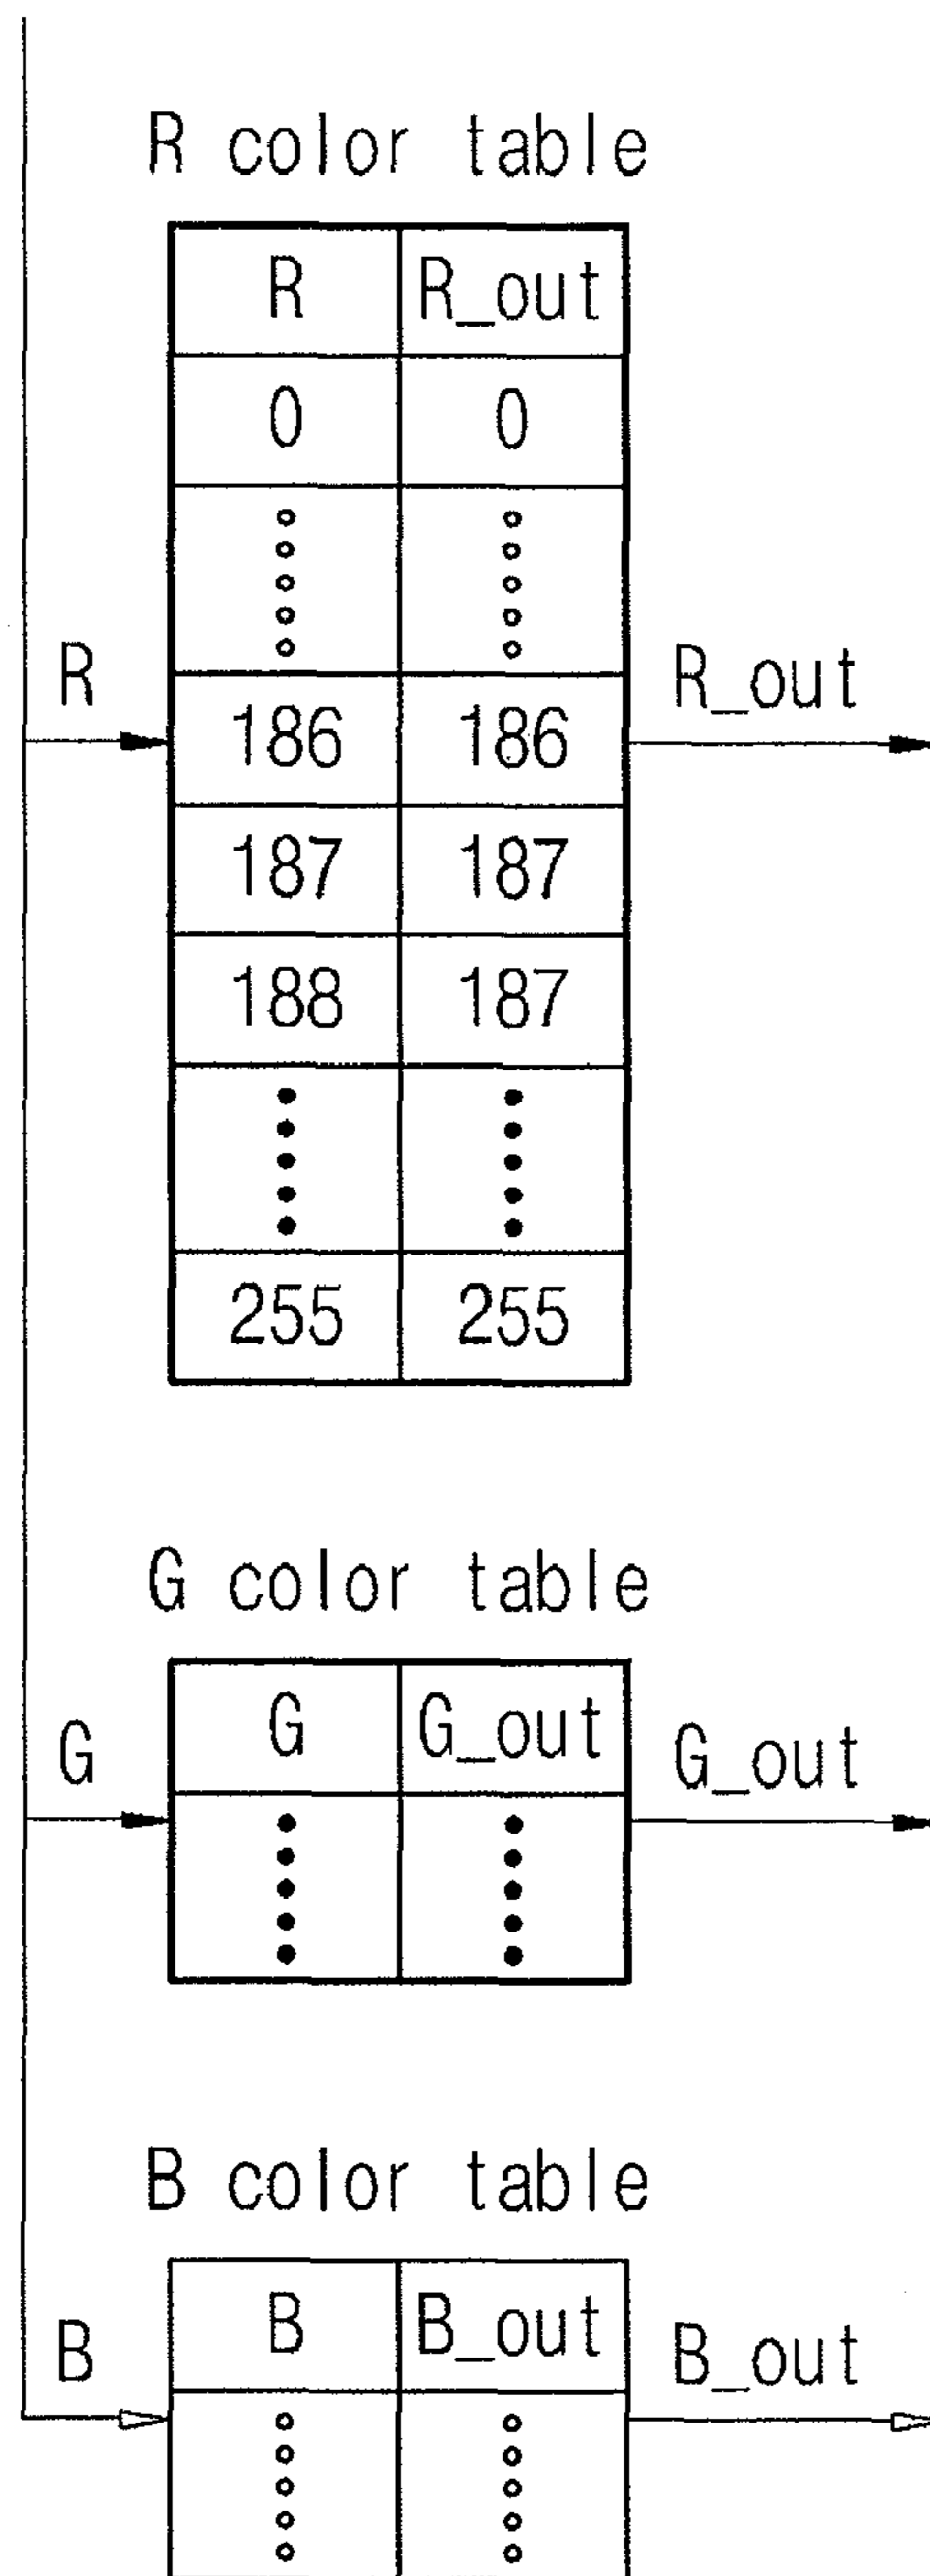 R color table
R R_out
0 0
R 186 186 R_out
187 187
188 187
255 255
G color table
G G G_out G_out
B color table
B B B_out B_out